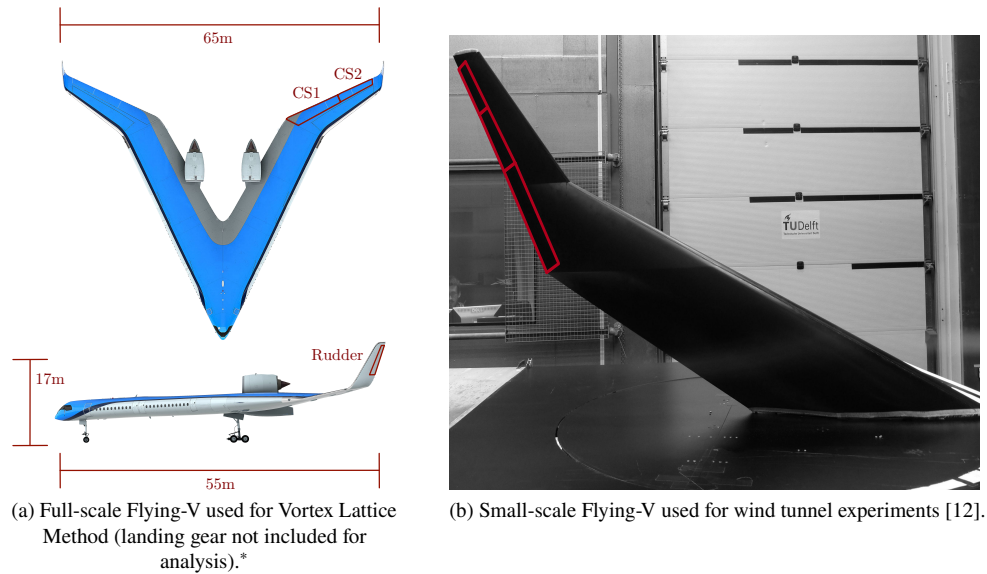 65m
CS2
CS1
Rudder
17m
55m
TUDelft
(a) Full-scale Flying-V used for Vortex Lattice
Method (landing gear not included for
analysis).*
(b) Small-scale Flying-V used for wind tunnel experiments [12].